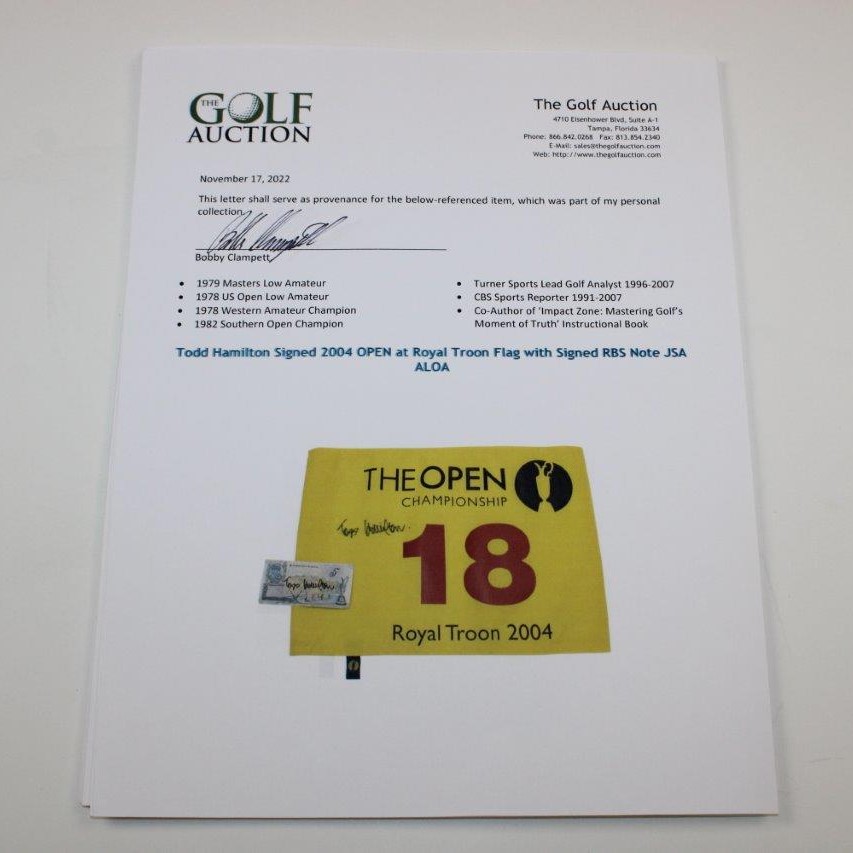 THE
GOLF
AUCTION
The Golf Auction
4710 Eisenhower Blvd, Suite A-1
Tampa, Florida 33634
Phone: 866.842.0268 Fax: 813.854.2340
E-Mail: sales@thegolfauction.com
Web: http://www.thegolfauction.com
November 17, 2022
This letter shall serve as provenance for the below-referenced item, which was part of my personal
collection.
Bobby Clampett
Bobby Clampett
• 1979 Masters Low Amateur
• 1978 US Open Low Amateur
• 1978 Western Amateur Champion
• 1982 Southern Open Champion
• Turner Sports Lead Golf Analyst 1996-2007
• CBS Sports Reporter 1991-2007
• Co-Author of 'Impact Zone: Mastering Golf's
Moment of Truth' Instructional Book
Todd Hamilton Signed 2004 OPEN at Royal Troon Flag with Signed RBS Note JSA
ALOA
THE OPEN
CHAMPIONSHIP
Todd Hamilton
18
Todd Hamilton
Royal Troon 2004